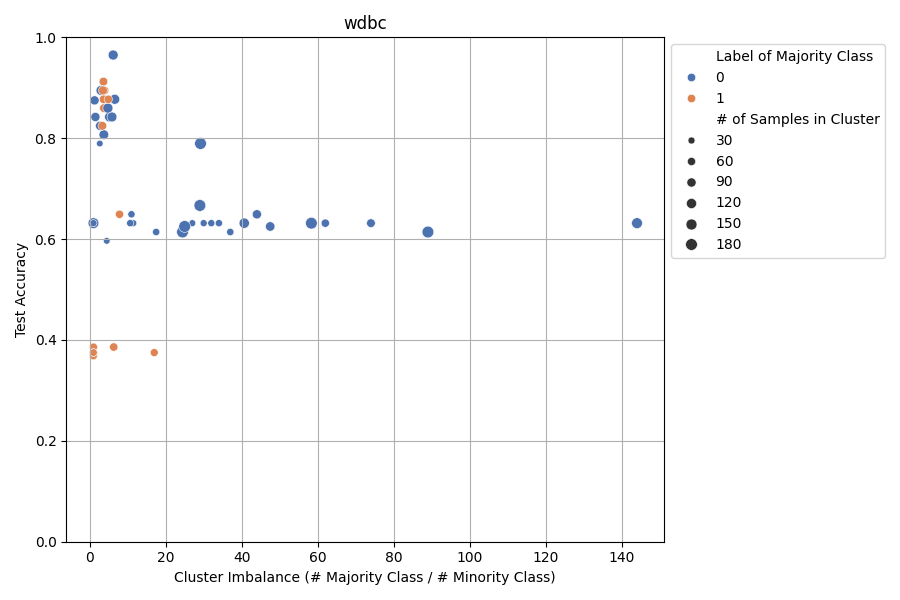 wdbc
1.0
0.8
0.6
0.4
0.2
0.0
Test Accuracy
0 20 40 60 80 100 120 140
Cluster Imbalance (# Majority Class / # Minority Class)
Label of Majority Class
0
1
# of Samples in Cluster
30
60
90
120
150
180